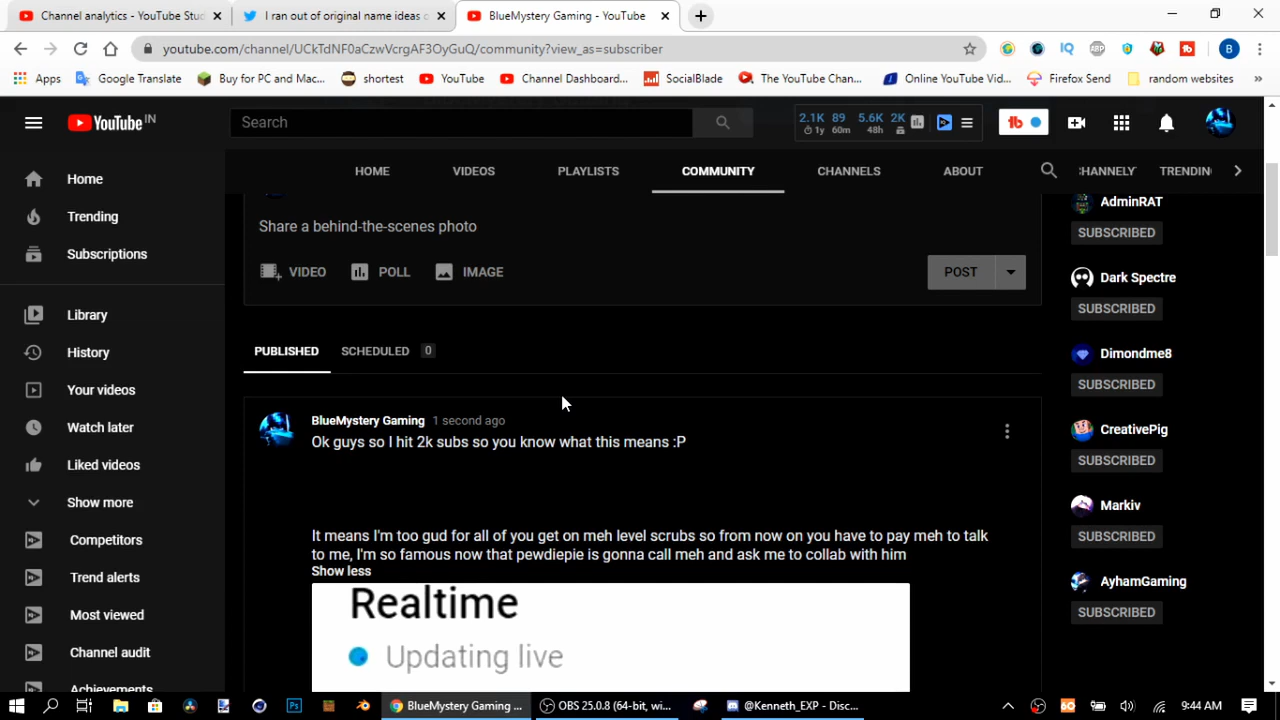 Channel analytics - YouTube Stud
I ran out of original name ideas o
BlueMystery Gaming - YouTube
youtube.com/channel/UCkTdNF0aCzwVcrgAF3OyGuQ/community?view_as=subscriber
IQ
ABP
B
Apps
Google Translate
Buy for PC and Mac...
shortest
YouTube
Channel Dashboard...
SocialBlade
The YouTube Chan...
Online YouTube Vid...
Firefox Send
random websites
YouTube IN
Search
2.1K 89 5.6K 2K
1y 60m 48h
tb
HOME
VIDEOS
PLAYLISTS
COMMUNITY
CHANNELS
ABOUT
CHANNELY
TRENDIN
Home
Trending
Subscriptions
Library
History
Your videos
Watch later
Liked videos
Show more
Competitors
Trend alerts
Most viewed
Channel audit
Achievements
Share a behind-the-scenes photo
VIDEO
POLL
IMAGE
POST
PUBLISHED
SCHEDULED 0
BlueMystery Gaming 1 second ago
Ok guys so I hit 2k subs so you know what this means :P
It means I'm too gud for all of you get on meh level scrubs so from now on you have to pay meh to talk
to me, I'm so famous now that pewdiepie is gonna call meh and ask me to collab with him
Show less
Realtime
Updating live
AdminRAT
SUBSCRIBED
Dark Spectre
SUBSCRIBED
Dimondme8
SUBSCRIBED
CreativePig
SUBSCRIBED
Markiv
SUBSCRIBED
AyhamGaming
SUBSCRIBED
Ps
BlueMystery Gaming ...
OBS 25.0.8 (64-bit, wi...
@Kenneth_EXP - Disc...
9:44 AM